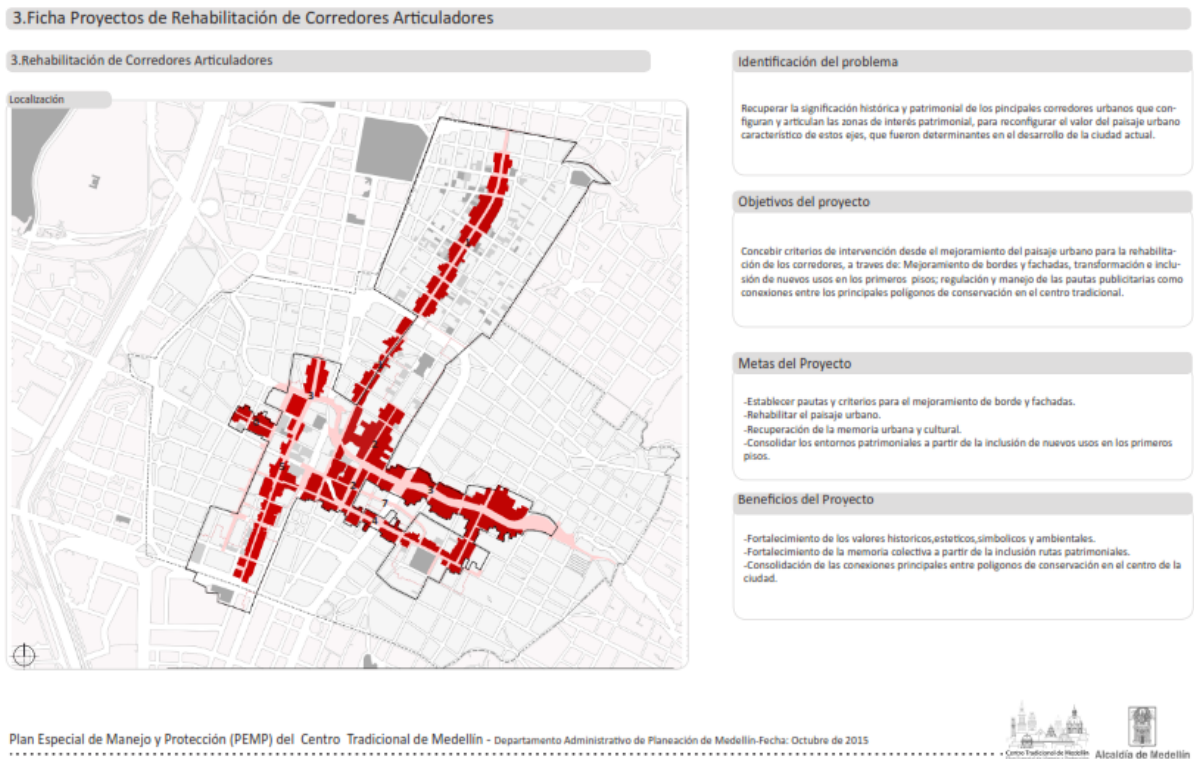 3.Ficha Proyectos de Rehabilitación de Corredores Articuladores
3.Rehabilitación de Corredores Articuladores
Localización
3
3
7
Identificación del problema
Recuperar la significación histórica y patrimonial de los pincipales corredores urbanos que con-
figuran y articulan las zonas de interés patrimonial, para reconfigurar el valor del paisaje urbano
característico de estos ejes, que fueron determinantes en el desarrollo de la ciudad actual.
Objetivos del proyecto
Concebir criterios de intervención desde el mejoramiento del paisaje urbano para la rehabilita-
ción de los corredores, a traves de: Mejoramiento de bordes y fachadas, transformación e inclu-
sión de nuevos usos en los primeros pisos; regulación y manejo de las pautas publicitarias como
conexiones entre los principales polígonos de conservación en el centro tradicional.
Metas del Proyecto
-Establecer pautas y criterios para el mejoramiento de borde y fachadas.
-Rehabilitar el paisaje urbano.
-Recuperación de la memoria urbana y cultural.
-Consolidar los entornos patrimoniales a partir de la inclusión de nuevos usos en los primeros
pisos.
Beneficios del Proyecto
-Fortalecimiento de los valores historicos,esteticos,simbolicos y ambientales.
-Fortalecimiento de la memoria colectiva a partir de la inclusión rutas patrimoniales.
-Consolidación de las conexiones principales entre poligonos de conservación en el centro de la
ciudad.
Plan Especial de Manejo y Protección (PEMP) del Centro Tradicional de Medellín - Departamento Administrativo de Planeación de Medellín-Fecha: Octubre de 2015
Centro Tradicional de Medellín
Alcaldía de Medellín